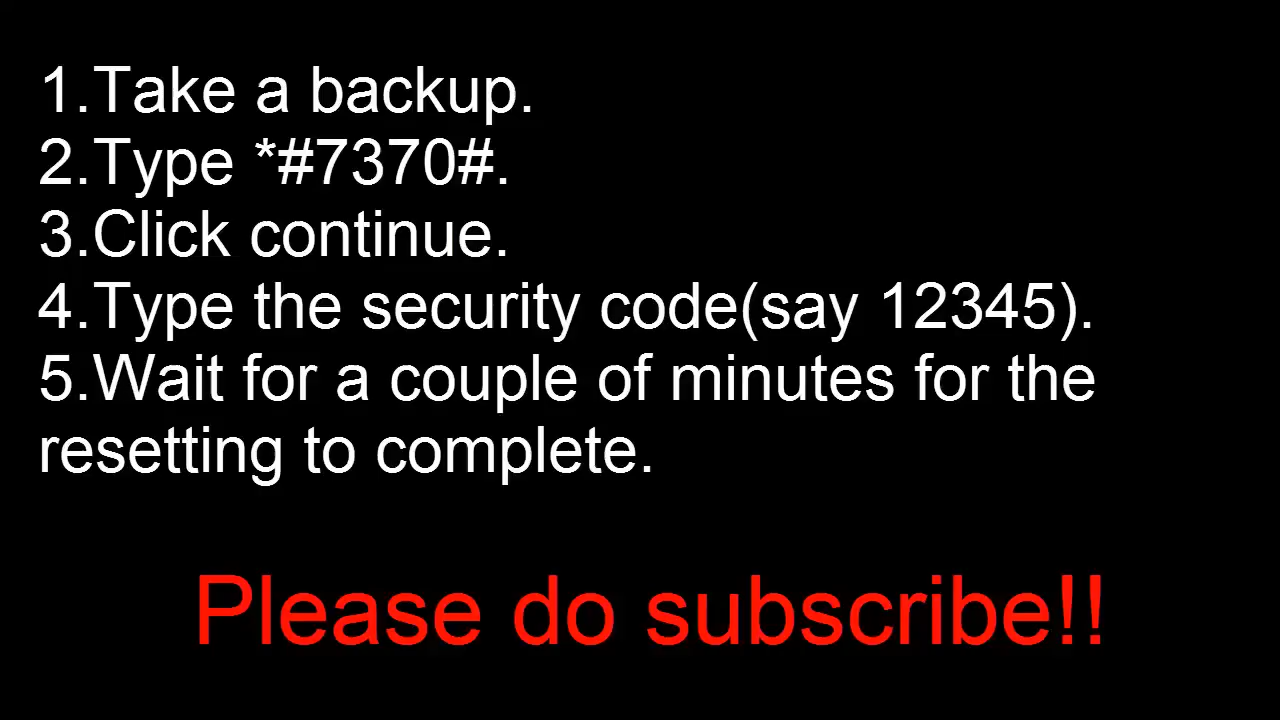 1.Take a backup.
2.Type *#7370#.
3.Click continue.
4.Type the security code(say 12345).
5.Wait for a couple of minutes for the
resetting to complete.
Please do subscribe!!